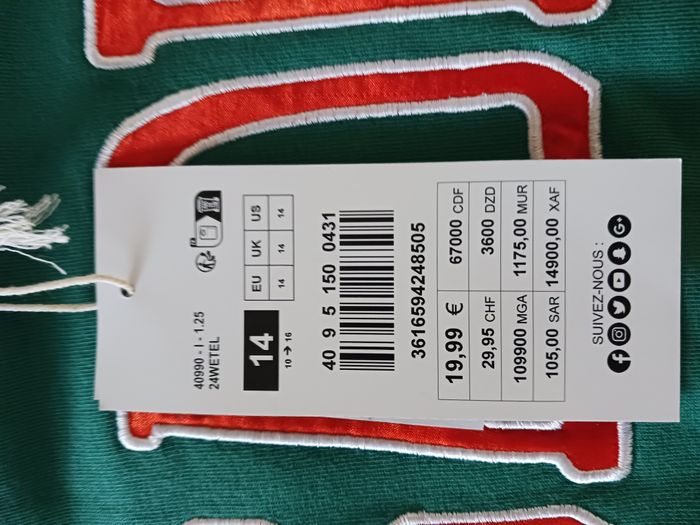 40990 - I - 1.25
24WETEL
14
10 → 16
EU UK US
14 14 14
40 9 5 150 0431
3616594248505
19,99 € 67000 CDF
29,95 CHF 3600 DZD
109900 MGA 1175,00 MUR
105,00 SAR 14900,00 XAF
SUIVEZ-NOUS :